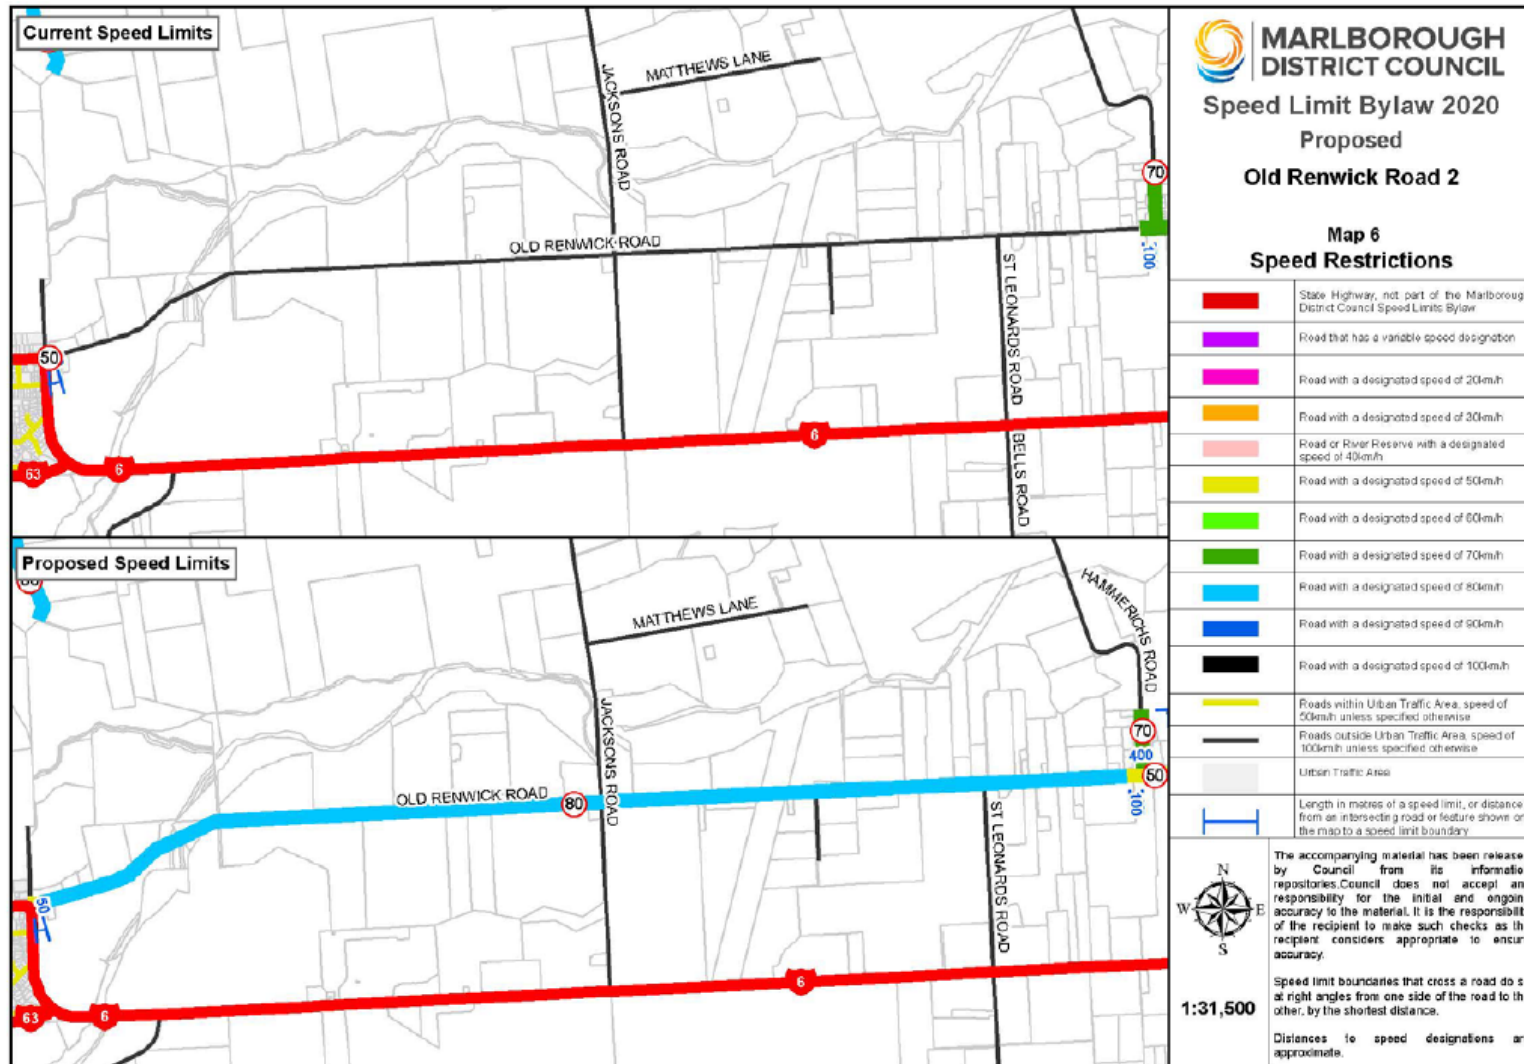 Current Speed Limits
MATTHEWS LANE
JACKSONS ROAD
70
OLD RENWICK ROAD
100
ST LEONARDS ROAD
50
6
BELLS ROAD
63
6
Proposed Speed Limits
HAMMERICHS ROAD
MATTHEWS LANE
JACKSONS ROAD
70
400
OLD RENWICK ROAD
80
50
100
ST LEONARDS ROAD
50
6
63
6
MARLBOROUGH
DISTRICT COUNCIL
Speed Limit Bylaw 2020
Proposed
Old Renwick Road 2
Map 6
Speed Restrictions
State Highway, not part of the Marlboroug
District Council Speed Limits Bylaw
Road that has a variable speed designation
Road with a designated speed of 20km/h
Road with a designated speed of 30km/h
Road or River Reserve with a designated
speed of 40km/h
Road with a designated speed of 50km/h
Road with a designated speed of 60km/h
Road with a designated speed of 70km/h
Road with a designated speed of 80km/h
Road with a designated speed of 90km/h
Road with a designated speed of 100km/h
Roads within Urban Traffic Area, speed of
50km/h unless specified otherwise
Roads outside Urban Traffic Area, speed of
100km/h unless specified otherwise
Urban Traffic Area
Length in metres of a speed limit, or distance
from an intersecting road or feature shown on
the map to a speed limit boundary
N
W E
S
1:31,500
The accompanying material has been release
by Council from its informatio
repositories.Council does not accept an
responsibility for the initial and ongoin
accuracy to the material. It is the responsibilit
of the recipient to make such checks as th
recipient considers appropriate to ensur
accuracy.
Speed limit boundaries that cross a road do s
at right angles from one side of the road to th
other, by the shortest distance.
Distances to speed designations ar
approximate.